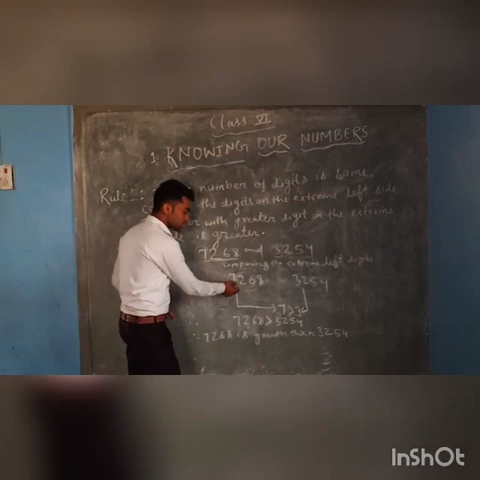 Class VI
1. KNOWING OUR NUMBERS
Rule 2: number of digits is same,
the digits on the extreme left side
with greater digit on the extreme
is greater.
7268 and 3254
comparing the extreme left digits
7268 3254
7>3
∴ 7268>3254
∴ 7268 is greater than 3254
InShOt